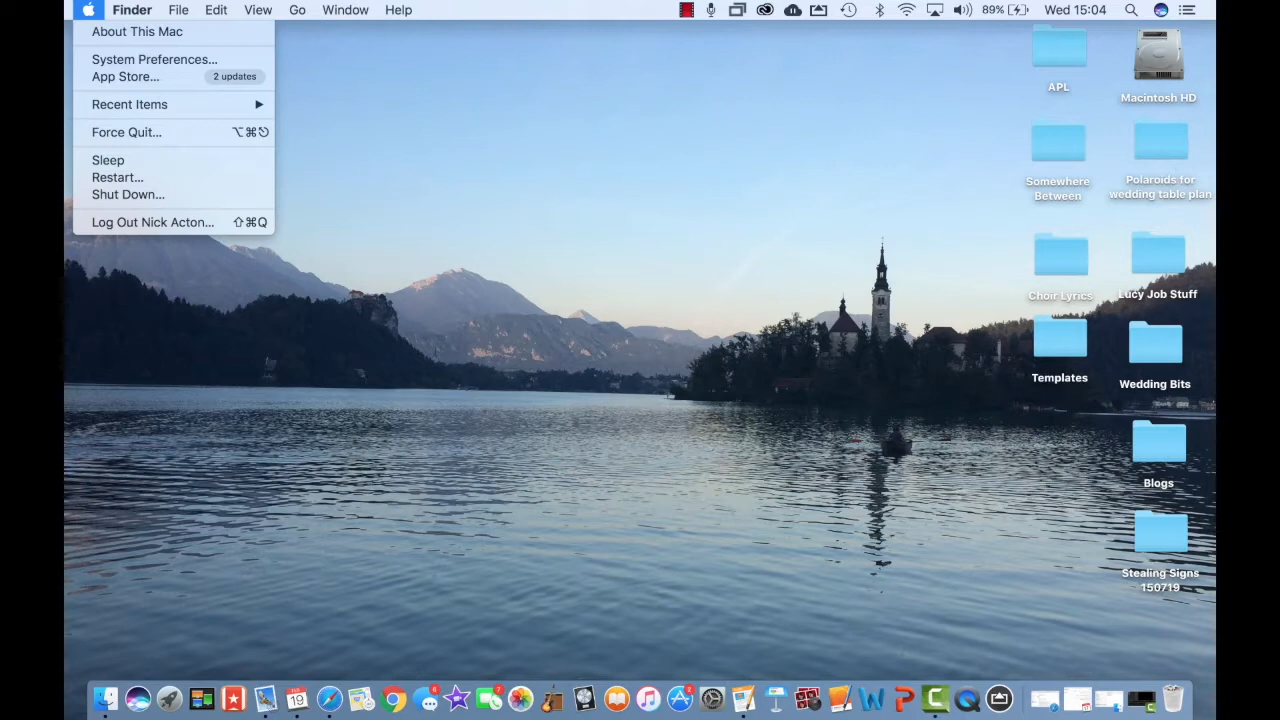 Finder File Edit View Go Window Help 89% Wed 15:04
About This Mac
System Preferences...
App Store... 2 updates
Recent Items
Force Quit... ⌥⌘⎋
Sleep
Restart...
Shut Down...
Log Out Nick Acton... ⇧⌘Q
APL
Macintosh HD
Somewhere
Between
Polaroids for
wedding table plan
Choir Lyrics
Lucy Job Stuff
Templates
Wedding Bits
Blogs
Stealing Signs
150719